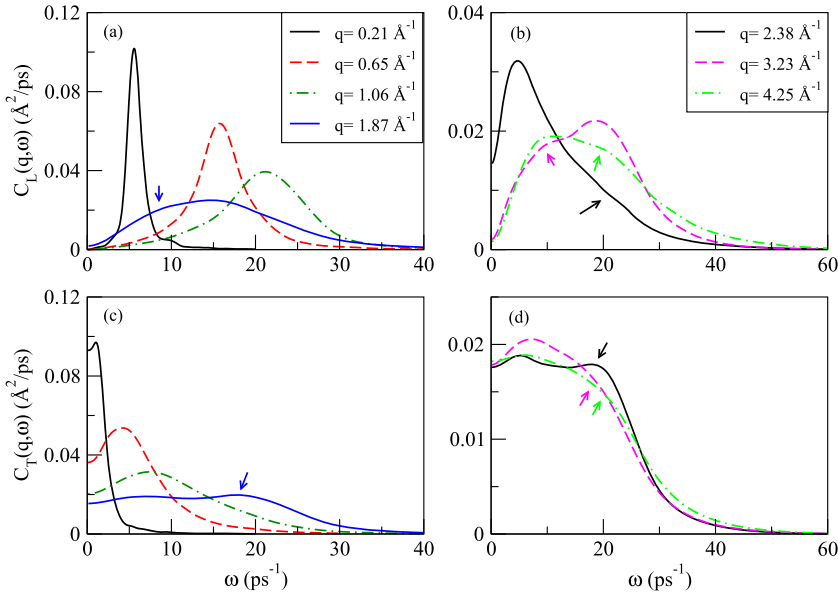 (a)
q= 0.21 Å⁻¹
q= 0.65 Å⁻¹
q= 1.06 Å⁻¹
q= 1.87 Å⁻¹
C_L(q,ω) (Å²/ps)
0.12
0.08
0.04
0
0 10 20 30 40
(b)
q= 2.38 Å⁻¹
q= 3.23 Å⁻¹
q= 4.25 Å⁻¹
0.04
0.02
0
0 20 40 60
(c)
C_T(q,ω) (Å²/ps)
0.12
0.08
0.04
0
0 10 20 30 40
ω (ps⁻¹)
(d)
0.02
0.01
0
0 20 40 60
ω (ps⁻¹)